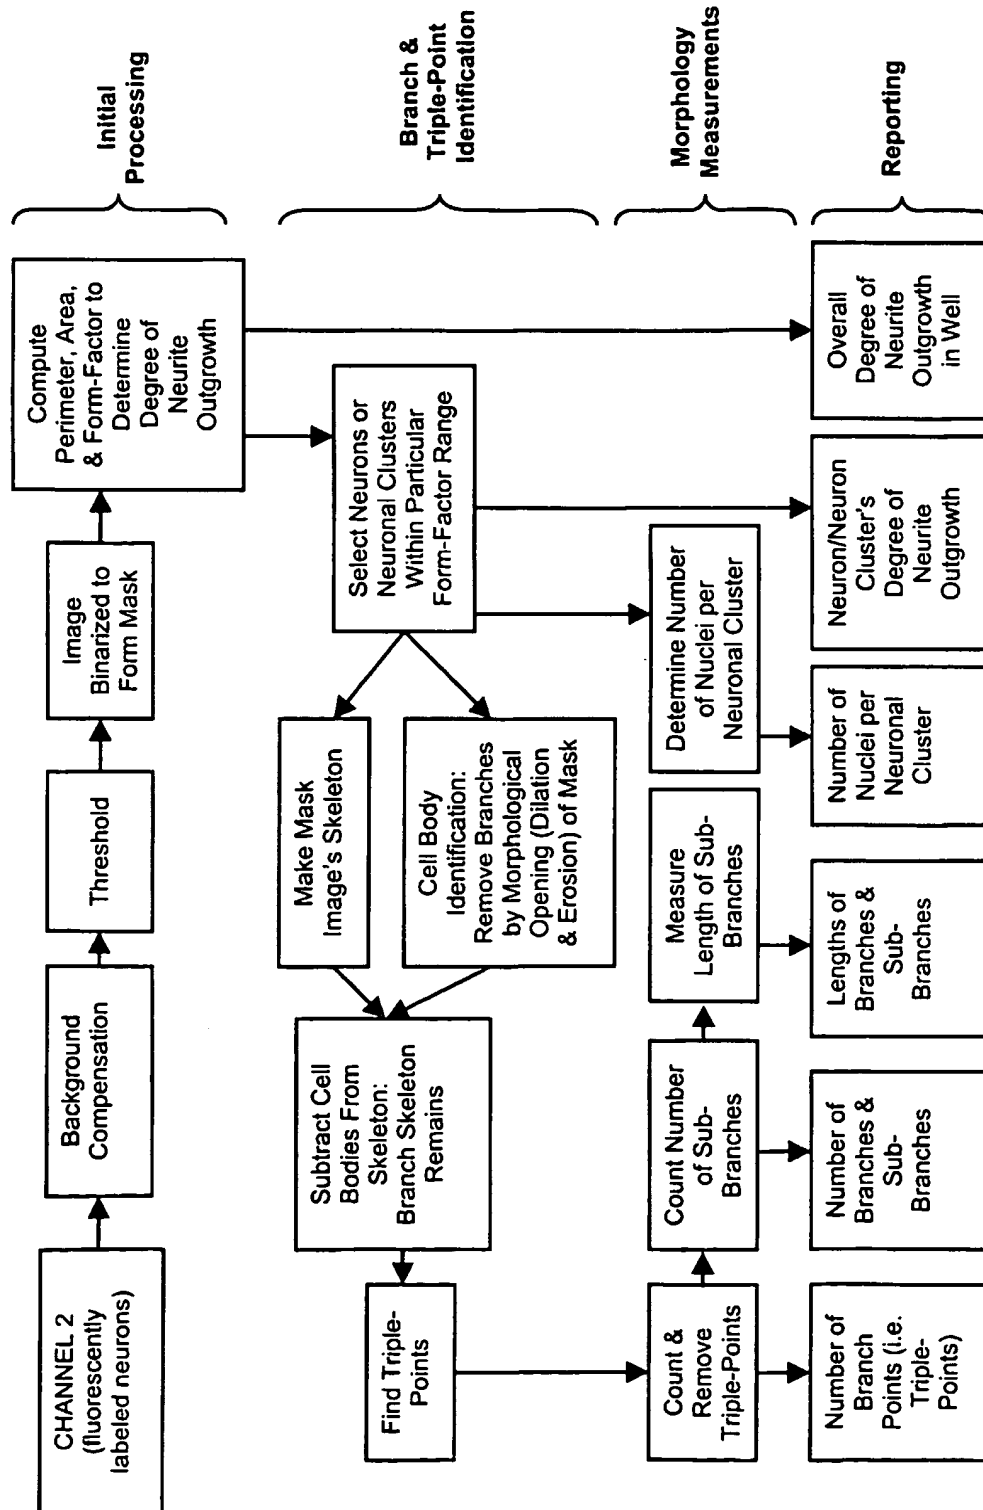 CHANNEL 2
(fluorescently
labeled neurons)
Background
Compensation
Threshold
Image
Binarized to
Form Mask
Compute
Perimeter, Area,
& Form-Factor to
Determine
Degree of
Neurite
Outgrowth
Initial
Processing
Find Triple-
Points
Subtract Cell
Bodies From
Skeleton:
Branch Skeleton
Remains
Make Mask
Image's Skeleton
Cell Body
Identification:
Remove Branches
by Morphological
Opening (Dilation
& Erosion) of Mask
Select Neurons or
Neuronal Clusters
Within Particular
Form-Factor Range
Branch &
Triple-Point
Identification
Count &
Remove
Triple-Points
Count Number
of Sub-
Branches
Measure
Length of Sub-
Branches
Determine Number
of Nuclei per
Neuronal Cluster
Morphology
Measurements
Number of
Branch
Points (i.e.
Triple-
Points)
Number of
Branches &
Sub-
Branches
Lengths of
Branches &
Sub-
Branches
Number of
Nuclei per
Neuronal
Cluster
Neuron/Neuron
Cluster's
Degree of
Neurite
Outgrowth
Overall
Degree of
Neurite
Outgrowth
in Well
Reporting